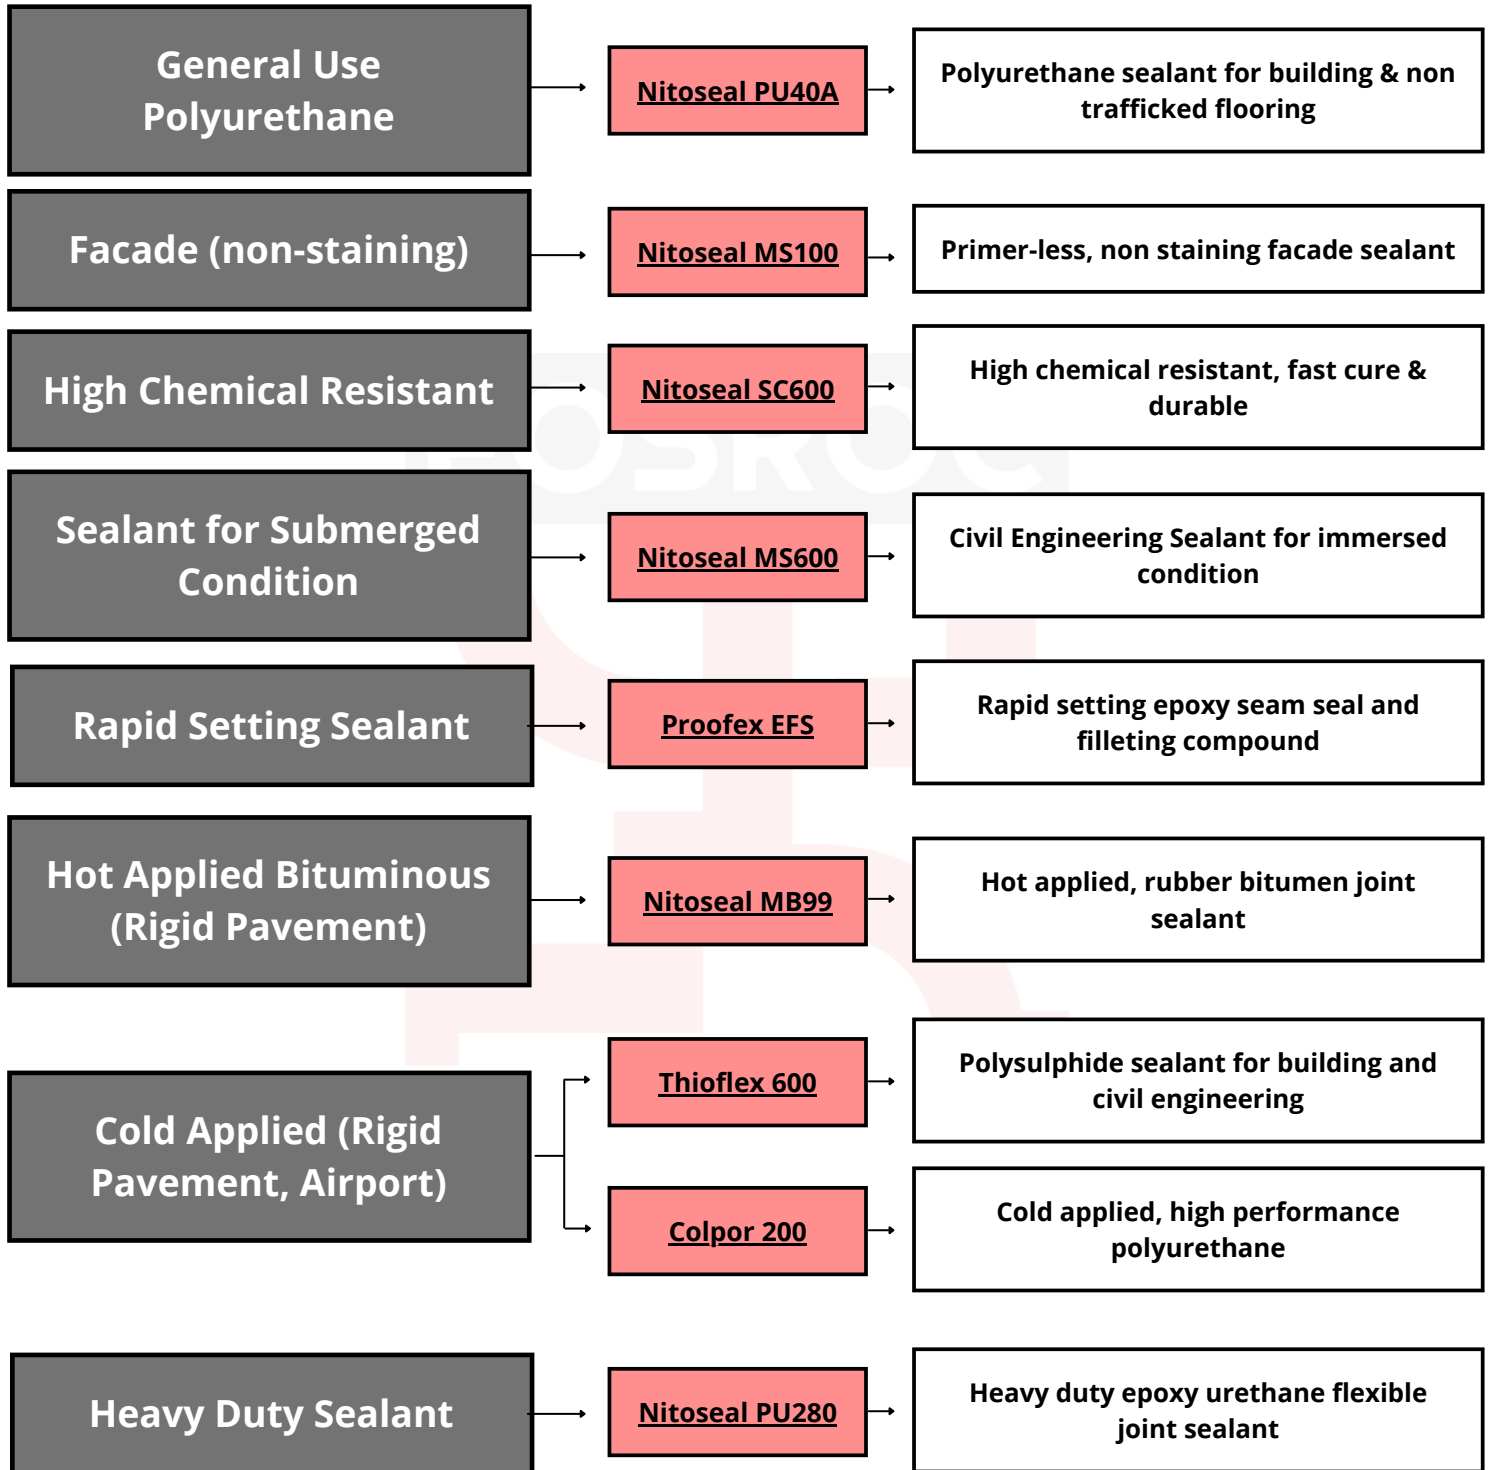 General Use
Polyurethane
Nitoseal PU40A
Polyurethane sealant for building & non
trafficked flooring
Facade (non-staining)
Nitoseal MS100
Primer-less, non staining facade sealant
High Chemical Resistant
Nitoseal SC600
High chemical resistant, fast cure &
durable
FOSROC
Sealant for Submerged
Condition
Nitoseal MS600
Civil Engineering Sealant for immersed
condition
Rapid Setting Sealant
Proofex EFS
Rapid setting epoxy seam seal and
filleting compound
Hot Applied Bituminous
(Rigid Pavement)
Nitoseal MB99
Hot applied, rubber bitumen joint
sealant
Cold Applied (Rigid
Pavement, Airport)
Thioflex 600
Polysulphide sealant for building and
civil engineering
Colpor 200
Cold applied, high performance
polyurethane
Heavy Duty Sealant
Nitoseal PU280
Heavy duty epoxy urethane flexible
joint sealant